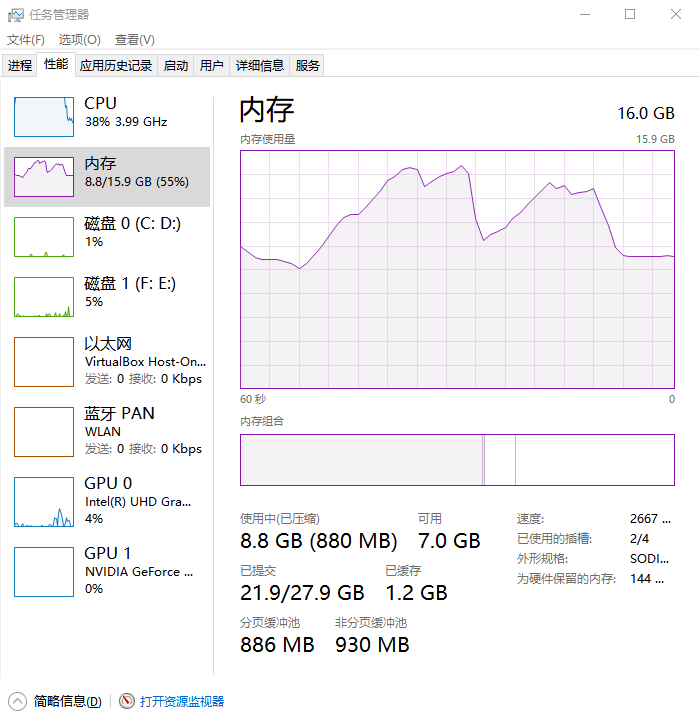 任务管理器
文件(F) 选项(O) 查看(V)
进程 性能 应用历史记录 启动 用户 详细信息 服务
CPU
38% 3.99 GHz
内存
8.8/15.9 GB (55%)
磁盘 0 (C: D:)
1%
磁盘 1 (F: E:)
5%
以太网
VirtualBox Host-On...
发送: 0 接收: 0 Kbps
蓝牙 PAN
WLAN
发送: 0 接收: 0 Kbps
GPU 0
Intel(R) UHD Gra...
4%
GPU 1
NVIDIA GeForce ...
0%
内存 16.0 GB
内存使用量 15.9 GB
60 秒 0
内存组合
使用中(已压缩) 可用
8.8 GB (880 MB) 7.0 GB
已提交 已缓存
21.9/27.9 GB 1.2 GB
分页缓冲池 非分页缓冲池
886 MB 930 MB
速度: 2667 ...
已使用的插槽: 2/4
外形规格: SODI...
为硬件保留的内存: 144 ...
简略信息(D) 打开资源监视器